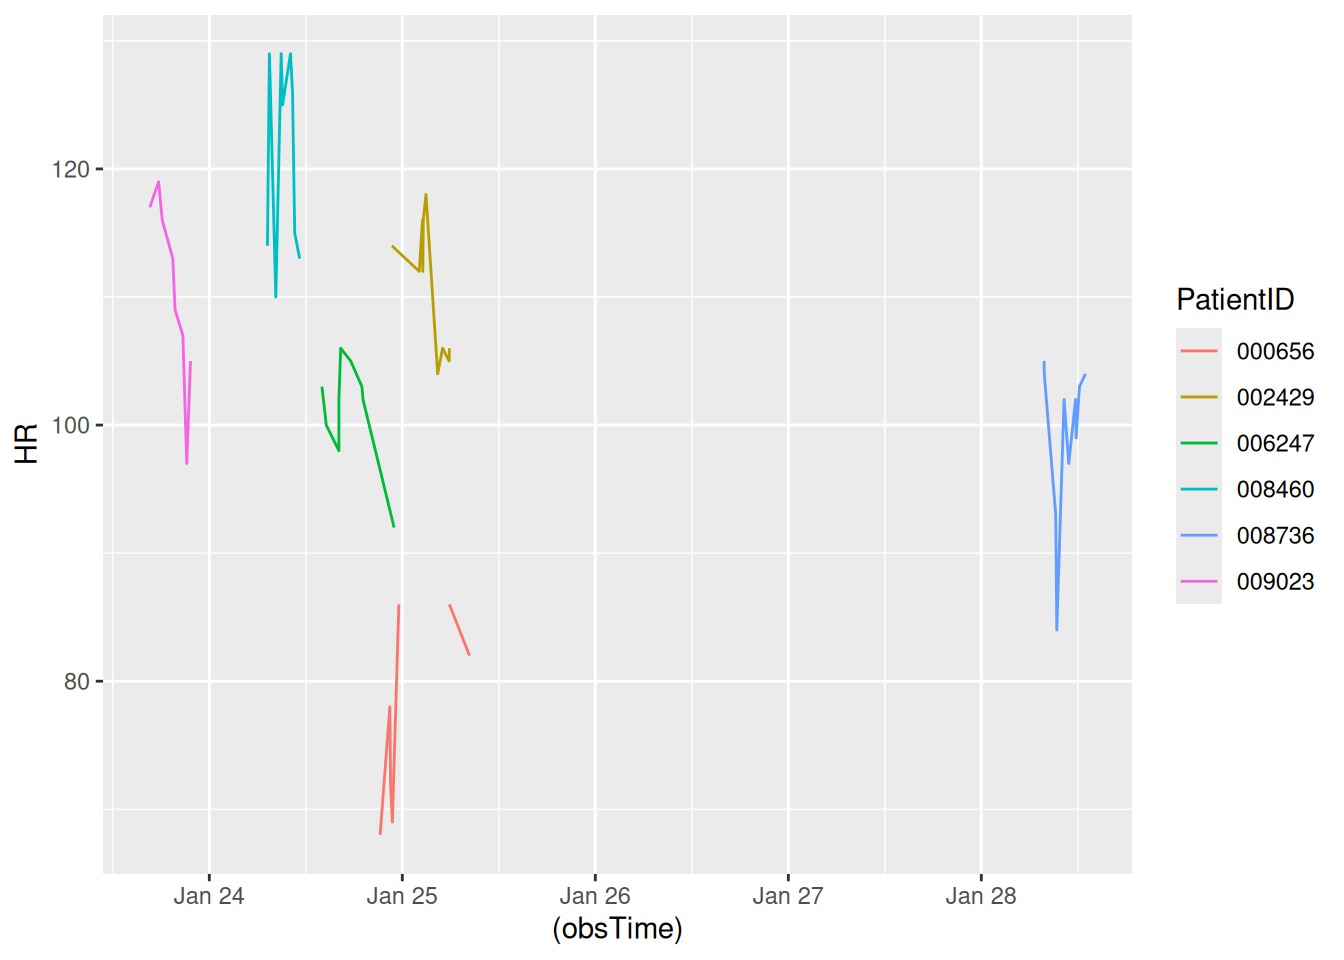 HR
120
100
80
Jan 24
Jan 25
Jan 26
Jan 27
Jan 28
(obsTime)
PatientID
000656
002429
006247
008460
008736
009023